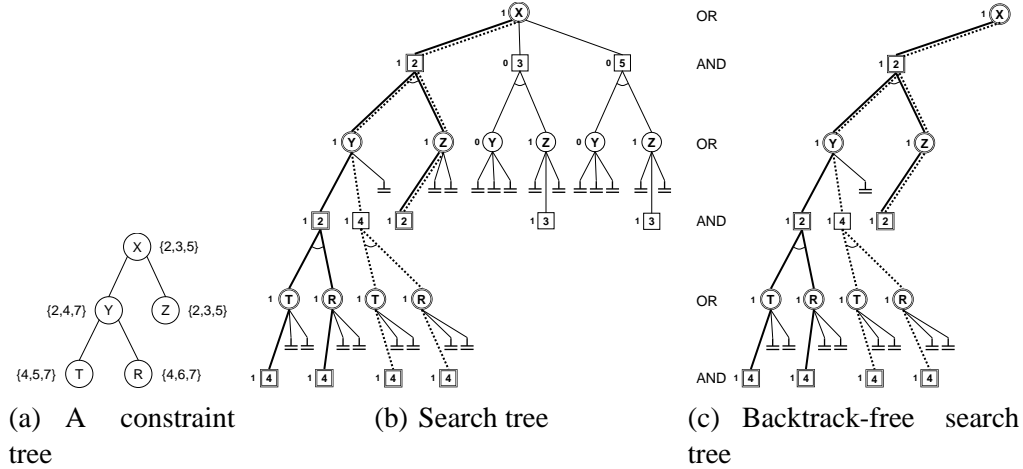 1 X OR 1 X
1 2 0 3 0 5 AND 1 2
1 Y 1 Z 0 Y 1 Z 0 Y 1 Z OR 1 Y 1 Z
1 2 1 4 1 2 1 3 1 3 AND 1 2 1 4 1 2
X {2,3,5}
{2,4,7} Y Z {2,3,5}
1 T 1 R 1 T 1 R OR 1 T 1 R 1 T 1 R
{4,5,7} T R {4,6,7}
1 4 1 4 1 4 1 4 AND 1 4 1 4 1 4 1 4
(a) A constraint tree
(b) Search tree
(c) Backtrack-free search tree